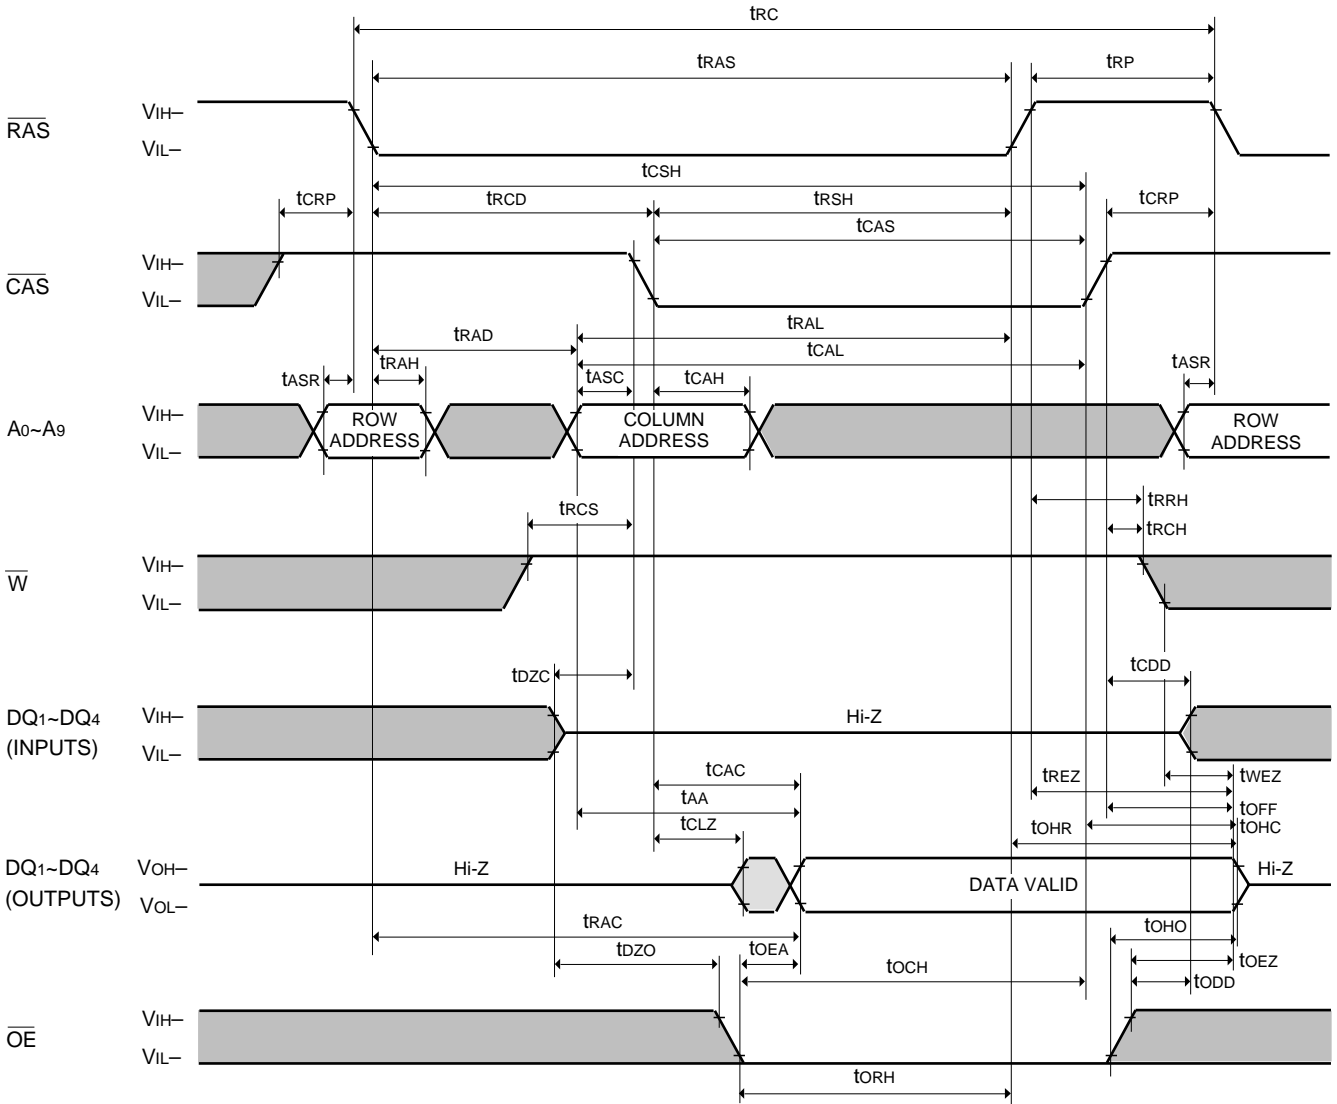 tRC
tRAS
tRP
RAS
VIH–
VIL–
tCSH
tCRP
tRCD
tRSH
tCRP
tCAS
CAS
VIH–
VIL–
tRAD
tRAL
tCAL
tASR
tRAH
tASC
tCAH
tASR
A0~A9
VIH–
VIL–
ROW
ADDRESS
COLUMN
ADDRESS
ROW
ADDRESS
tRCS
tRRH
tRCH
W
VIH–
VIL–
tDZC
tCDD
DQ1~DQ4
(INPUTS)
VIH–
VIL–
Hi-Z
tCAC
tREZ
tWEZ
tAA
tOFF
tCLZ
tOHR
tOHC
DQ1~DQ4
(OUTPUTS)
VOH–
VOL–
Hi-Z
DATA VALID
Hi-Z
tRAC
tOHO
tDZO
tOEA
tOCH
tOEZ
tODD
OE
VIH–
VIL–
tORH